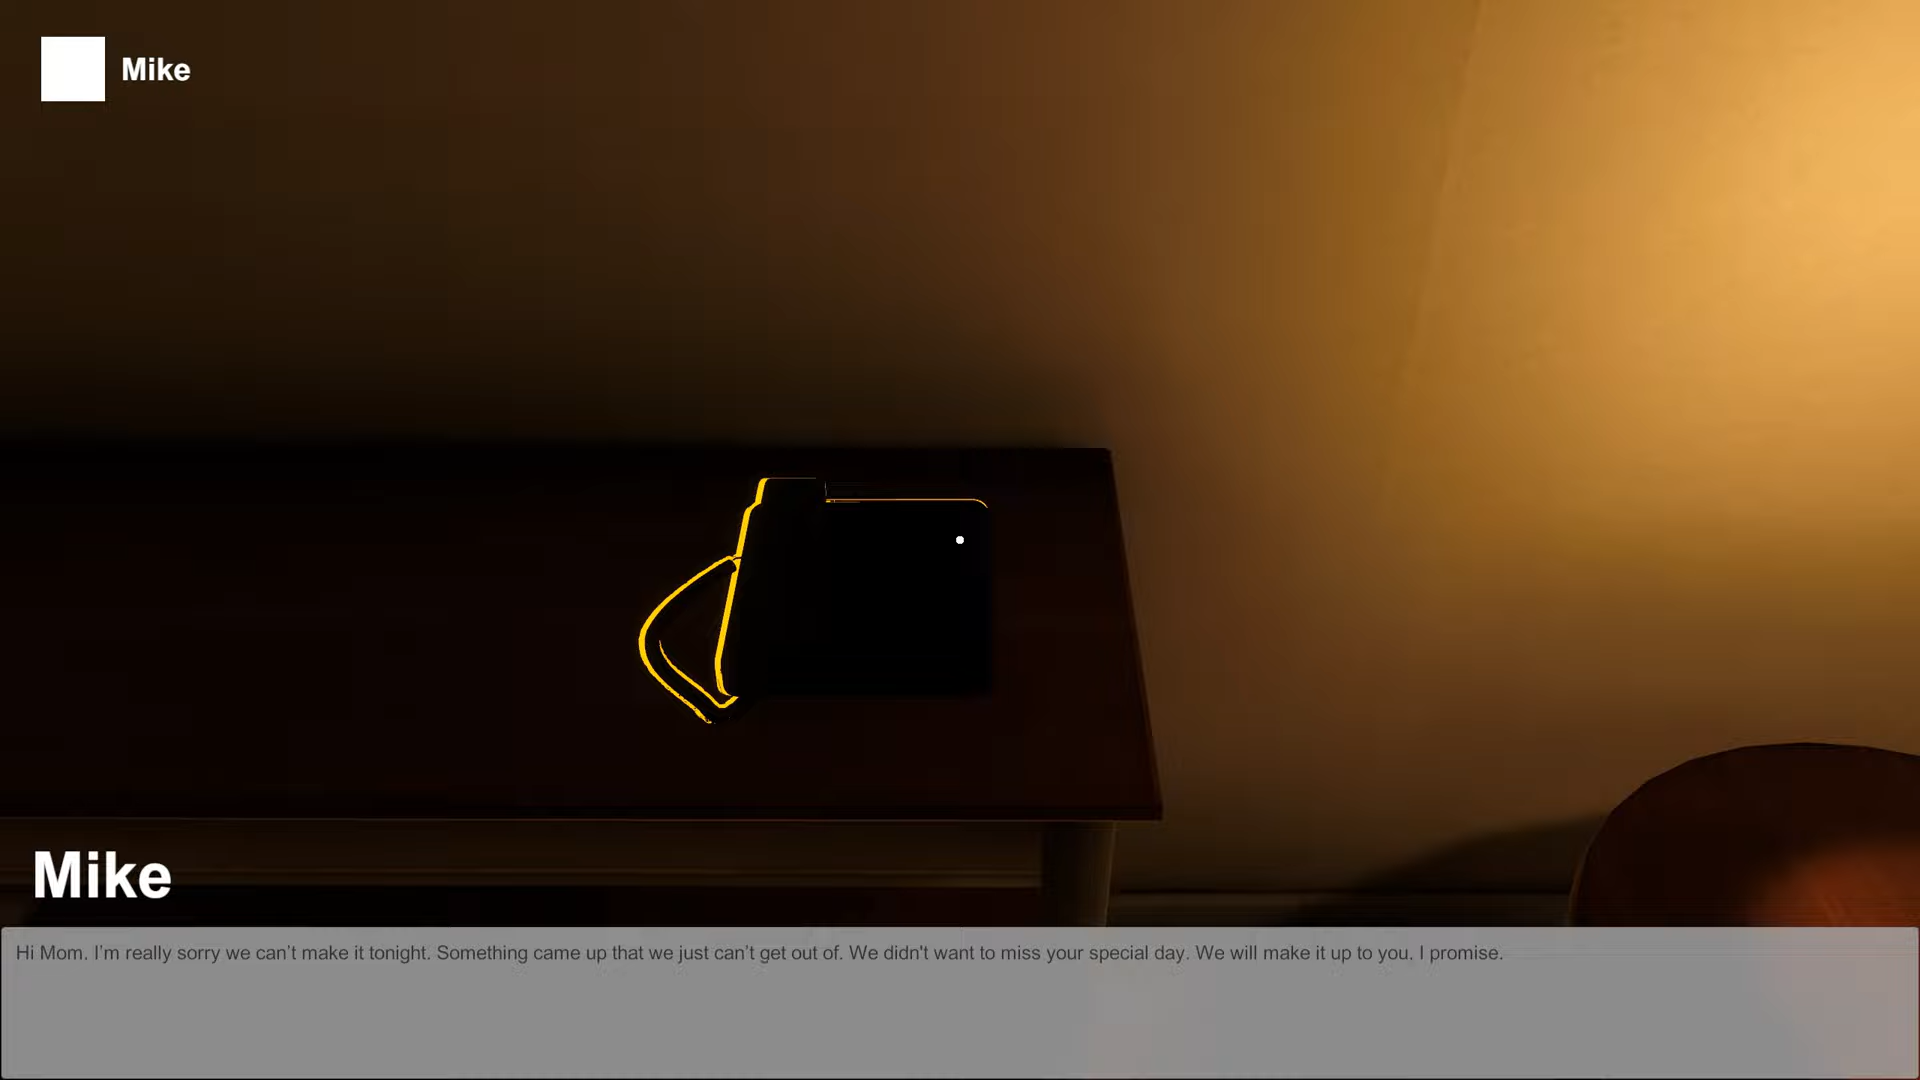 Mike
Mike
Hi Mom. I’m really sorry we can’t make it tonight. Something came up that we just can’t get out of. We didn't want to miss your special day. We will make it up to you. I promise.